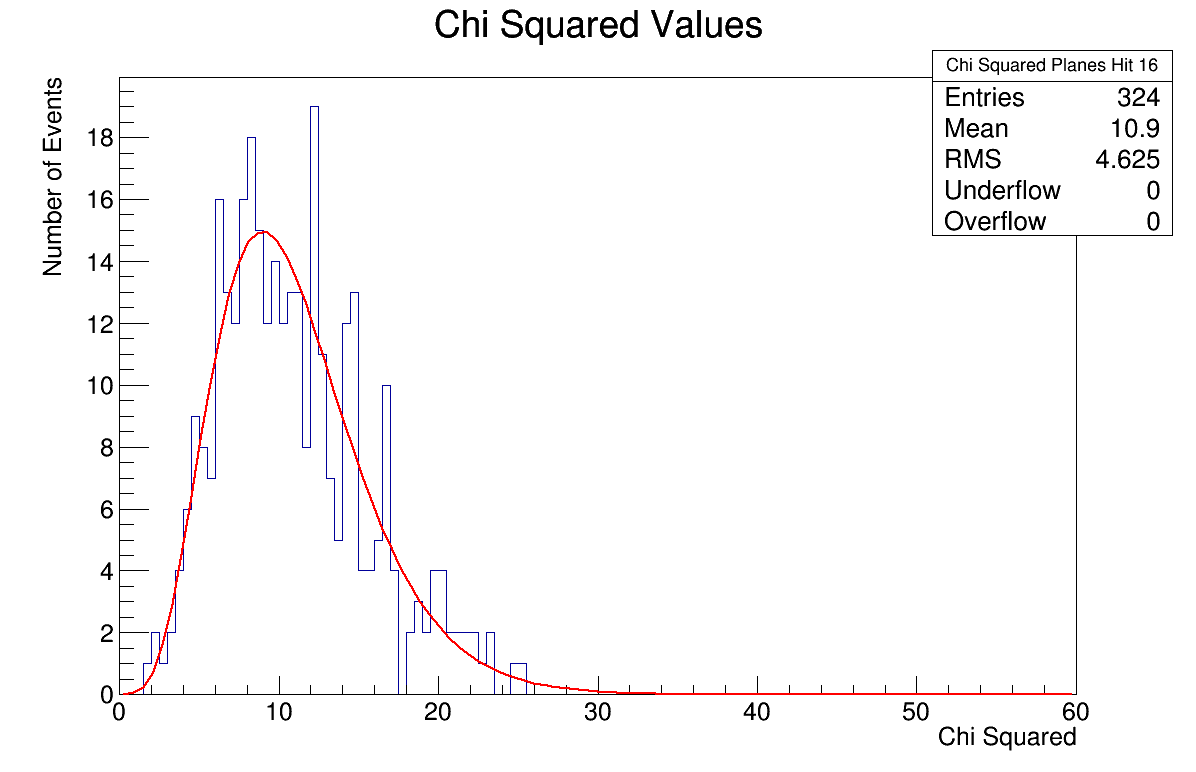 Chi Squared Values
Number of Events
Chi Squared Planes Hit 16
Entries 324
Mean 10.9
RMS 4.625
Underflow 0
Overflow 0
18
16
14
12
10
8
6
4
2
0
0 10 20 30 40 50 60
Chi Squared